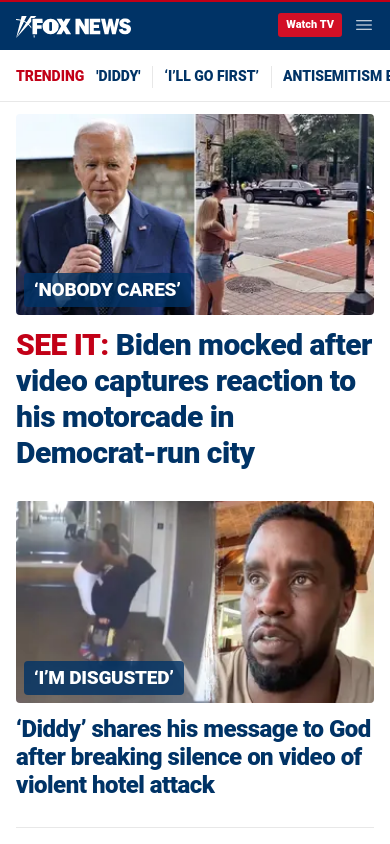 FOX NEWS
Watch TV
TRENDING 'DIDDY' ‘I’LL GO FIRST’ ANTISEMITISM
‘NOBODY CARES’
SEE IT: Biden mocked after
video captures reaction to
his motorcade in
Democrat-run city
‘I’M DISGUSTED’
‘Diddy’ shares his message to God
after breaking silence on video of
violent hotel attack